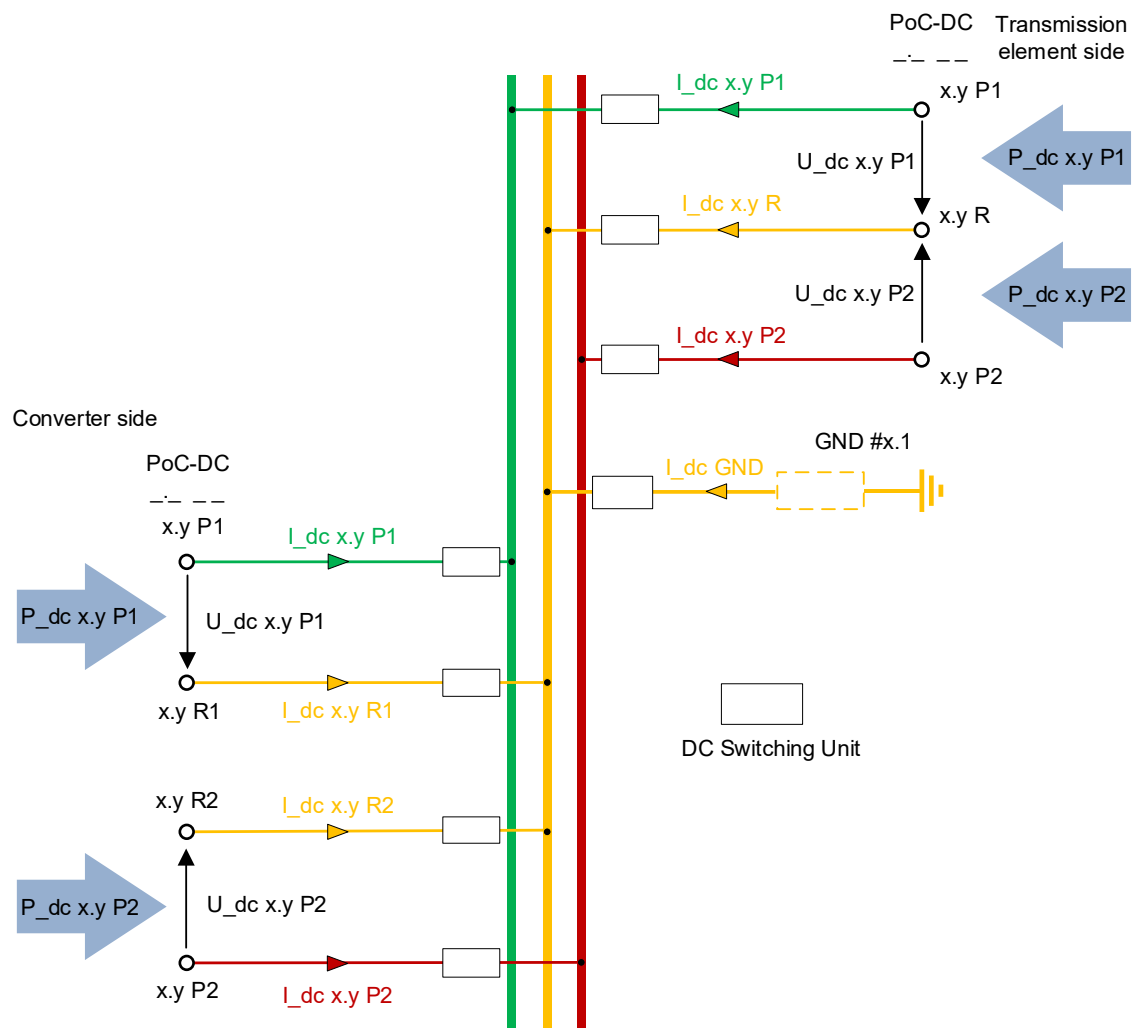 PoC-DC
_._ _ _
Transmission
element side
I_dc x.y P1
x.y P1
U_dc x.y P1
P_dc x.y P1
I_dc x.y R
x.y R
U_dc x.y P2
P_dc x.y P2
I_dc x.y P2
x.y P2
GND #x.1
I_dc GND
Converter side
PoC-DC
_._ _ _
x.y P1
I_dc x.y P1
P_dc x.y P1
U_dc x.y P1
x.y R1
I_dc x.y R1
DC Switching Unit
x.y R2
I_dc x.y R2
P_dc x.y P2
U_dc x.y P2
x.y P2
I_dc x.y P2